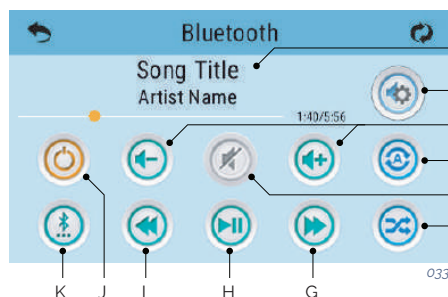 Bluetooth
Song Title
Artist Name
1:40/5:56
A
033
K J I H G